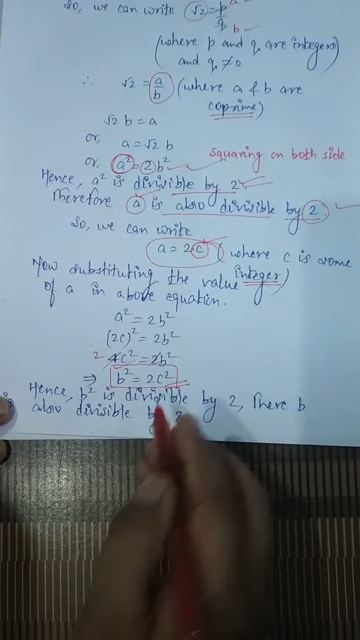 So, we can write √2 = p/q a b
(where p and q are integers
and q ≠ 0
∴ √2 = a/b (where a & b are
coprime)
√2 b = a
or, a = √2 b
or, a² = 2b² Squaring on both side
Hence, a² is divisible by 2
Therefore a is also divisible by 2.
So, we can write
a = 2c (where c is some
integer)
Now substituting the value
of a in above equation.
a² = 2b²
(2c)² = 2b²
2 4c² = 2b²
⇒ b² = 2c²
Hence, b² is divisible by 2, There b
also divisible by 2